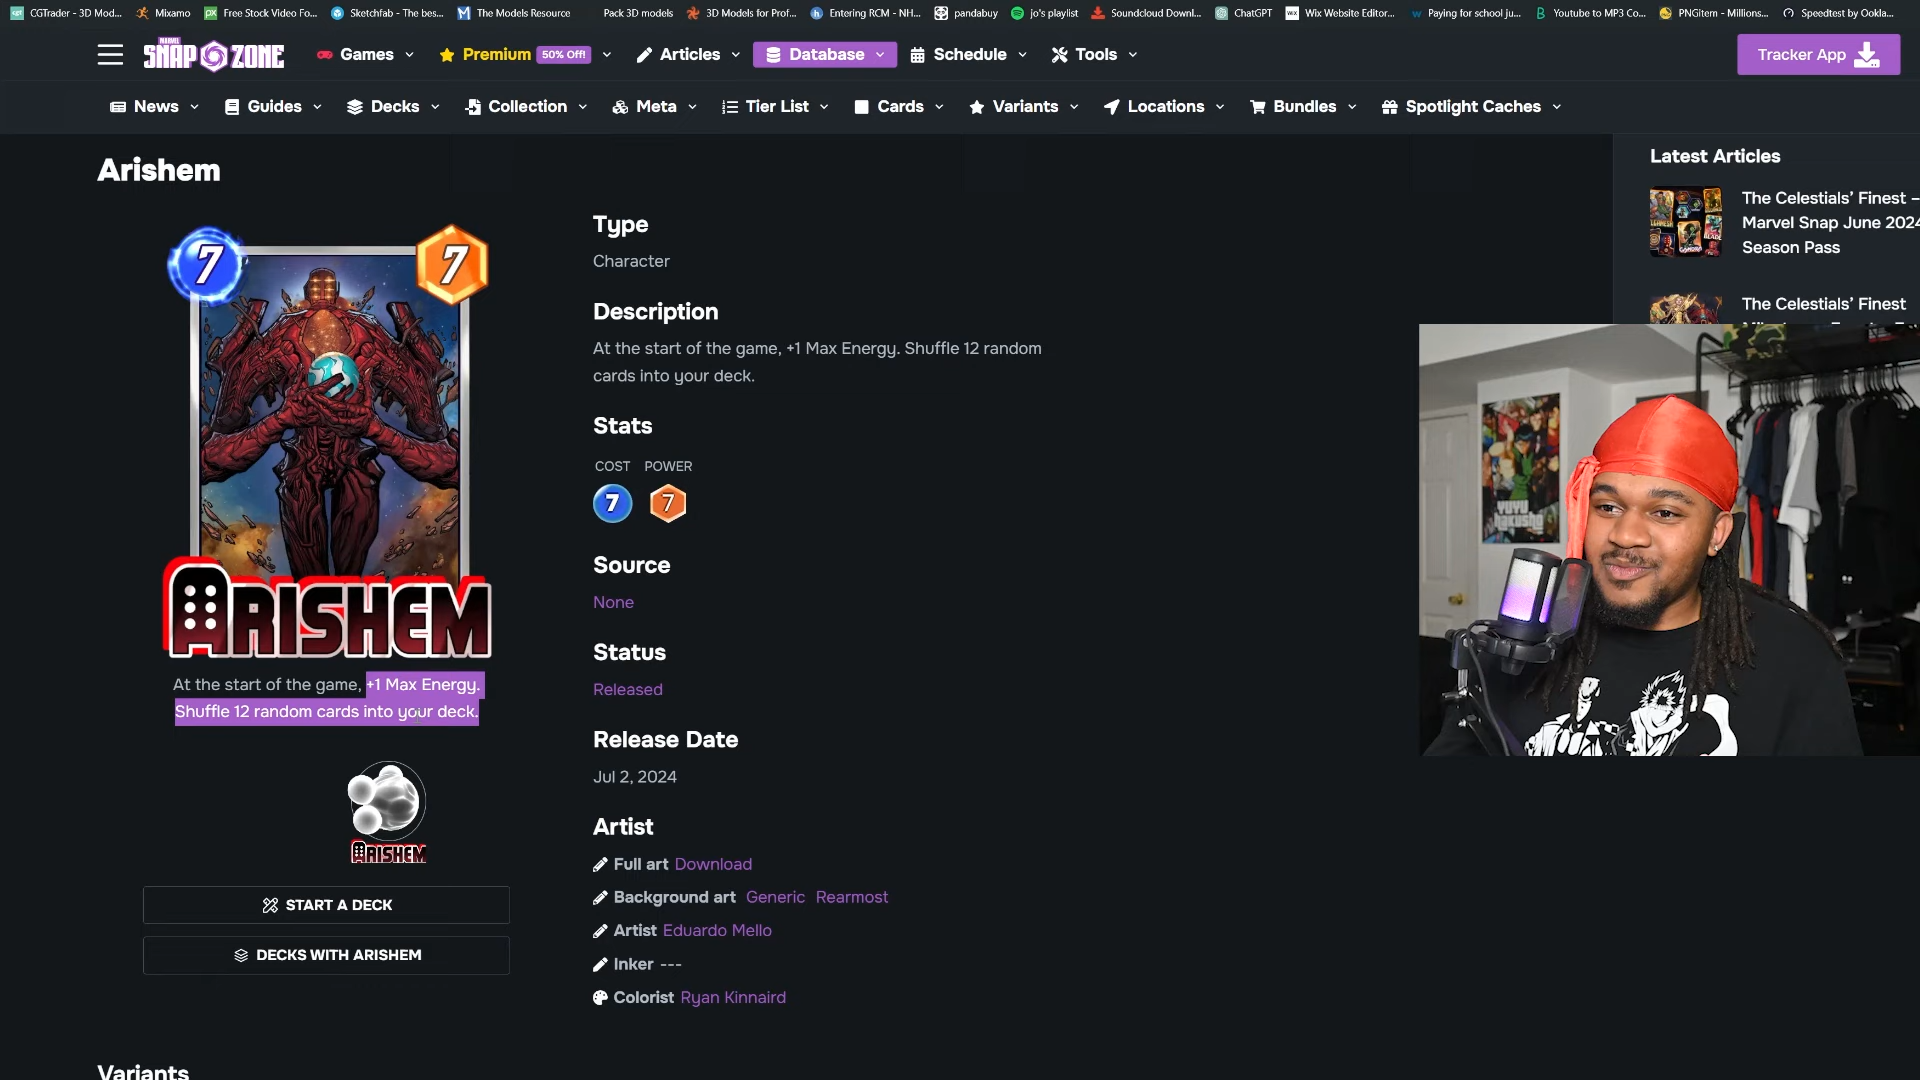 CGTrader - 3D Mod...
Mixamo
Free Stock Video Fo...
Sketchfab - The bes...
The Models Resource
Pack 3D models
3D Models for Prof...
Entering RCM - NH...
pandabuy
jo's playlist
Soundcloud Downl...
ChatGPT
Wix Website Editor...
Paying for school ju...
Youtube to MP3 Co...
PNGitem - Millions...
Speedtest by Ookla...
MARVEL
SNAP ZONE
Games
Premium 50% Off!
Articles
Database
Schedule
Tools
Tracker App
News
Guides
Decks
Collection
Meta
Tier List
Cards
Variants
Locations
Bundles
Spotlight Caches
Arishem
7
7
ARISHEM
At the start of the game, +1 Max Energy.
Shuffle 12 random cards into your deck.
ARISHEM
START A DECK
DECKS WITH ARISHEM
Type
Character
Description
At the start of the game, +1 Max Energy. Shuffle 12 random
cards into your deck.
Stats
COST POWER
7 7
Source
None
Status
Released
Release Date
Jul 2, 2024
Artist
Full art Download
Background art Generic Rearmost
Artist Eduardo Mello
Inker ---
Colorist Ryan Kinnaird
Variants
Latest Articles
The Celestials’ Finest –
Marvel Snap June 2024
Season Pass
The Celestials’ Finest
YUYU
HAKUSHO